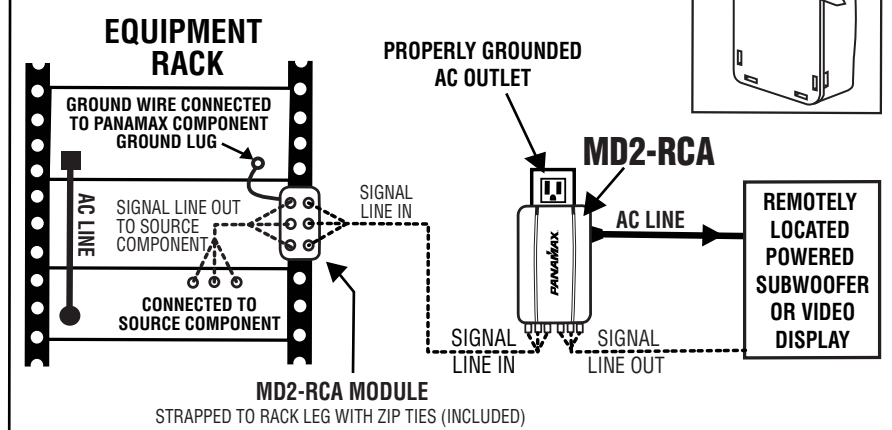 EQUIPMENT
RACK
GROUND WIRE CONNECTED
TO PANAMAX COMPONENT
GROUND LUG
AC LINE
SIGNAL LINE OUT
TO SOURCE
COMPONENT
CONNECTED TO
SOURCE COMPONENT
SIGNAL
LINE IN
MD2-RCA MODULE
STRAPPED TO RACK LEG WITH ZIP TIES (INCLUDED)
PROPERLY GROUNDED
AC OUTLET
MD2-RCA
PANAMAX
AC LINE
SIGNAL
LINE IN
SIGNAL
LINE OUT
REMOTELY
LOCATED
POWERED
SUBWOOFER
OR VIDEO
DISPLAY